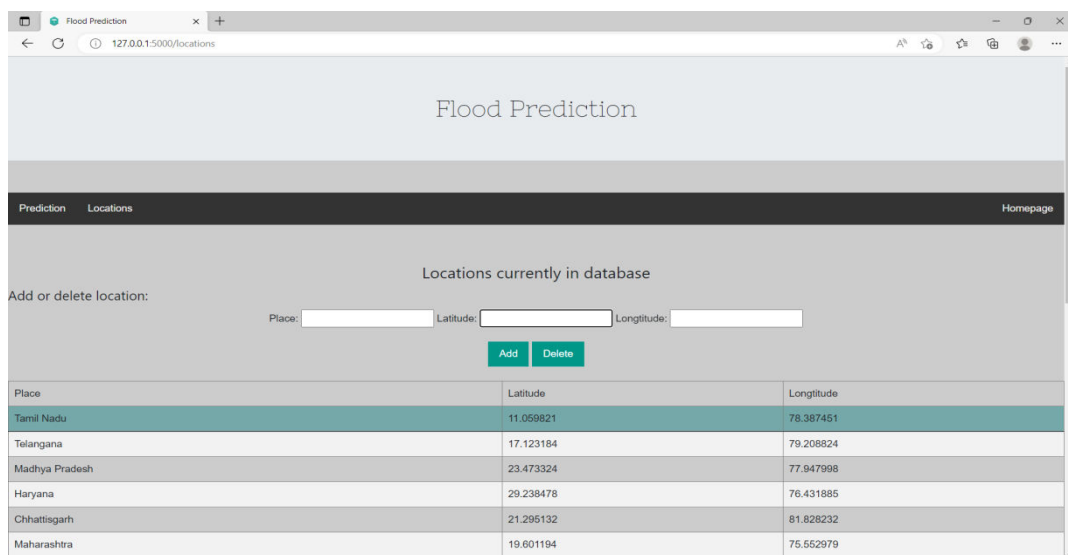 Flood Prediction
127.0.0.1:5000/locations
Flood Prediction
Prediction Locations Homepage
Locations currently in database
Add or delete location:
Place: Latitude: Longtitude:
Add Delete
Place Latitude Longtitude
Tamil Nadu 11.059821 78.387451
Telangana 17.123184 79.208824
Madhya Pradesh 23.473324 77.947998
Haryana 29.238478 76.431885
Chhattisgarh 21.295132 81.828232
Maharashtra 19.601194 75.552979